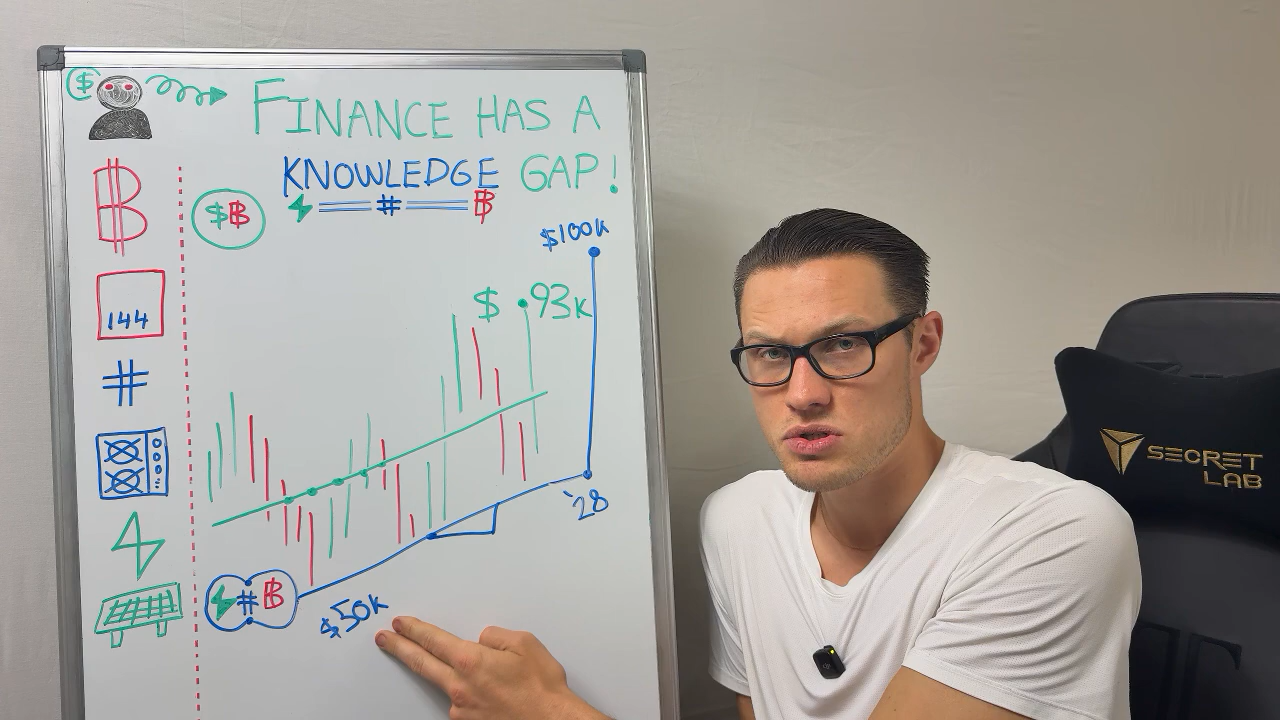 $
FINANCE HAS A
KNOWLEDGE GAP!
#
₿
$₿
$100K
$ 93K
144
#
'28
#₿
$50K
SECRET
LAB